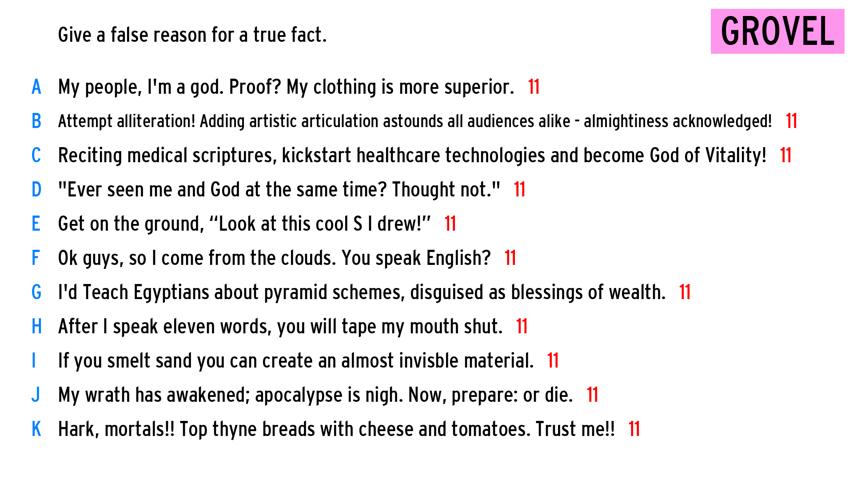 Give a false reason for a true fact.
GROVEL
A My people, I'm a god. Proof? My clothing is more superior. 11
B Attempt alliteration! Adding artistic articulation astounds all audiences alike - almightiness acknowledged! 11
C Reciting medical scriptures, kickstart healthcare technologies and become God of Vitality! 11
D "Ever seen me and God at the same time? Thought not." 11
E Get on the ground, “Look at this cool S I drew!” 11
F Ok guys, so I come from the clouds. You speak English? 11
G I'd Teach Egyptians about pyramid schemes, disguised as blessings of wealth. 11
H After I speak eleven words, you will tape my mouth shut. 11
I If you smelt sand you can create an almost invisble material. 11
J My wrath has awakened; apocalypse is nigh. Now, prepare: or die. 11
K Hark, mortals!! Top thyne breads with cheese and tomatoes. Trust me!! 11